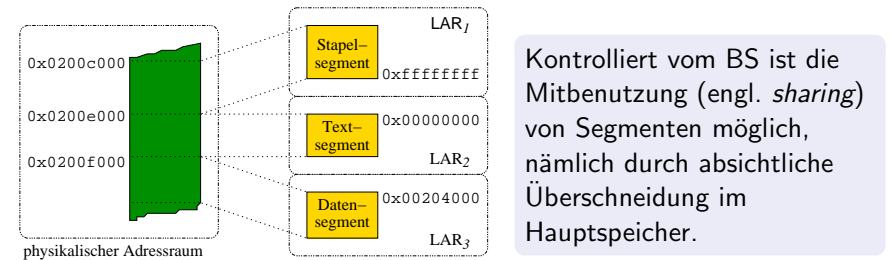 0x0200c000
0x0200e000
0x0200f000
physikalischer Adressraum
LAR1
Stapel–
segment
0xffffffff
Text–
segment
0x00000000
LAR2
Daten–
segment
0x00204000
LAR3
Kontrolliert vom BS ist die
Mitbenutzung (engl. sharing)
von Segmenten möglich,
nämlich durch absichtliche
Überschneidung im
Hauptspeicher.